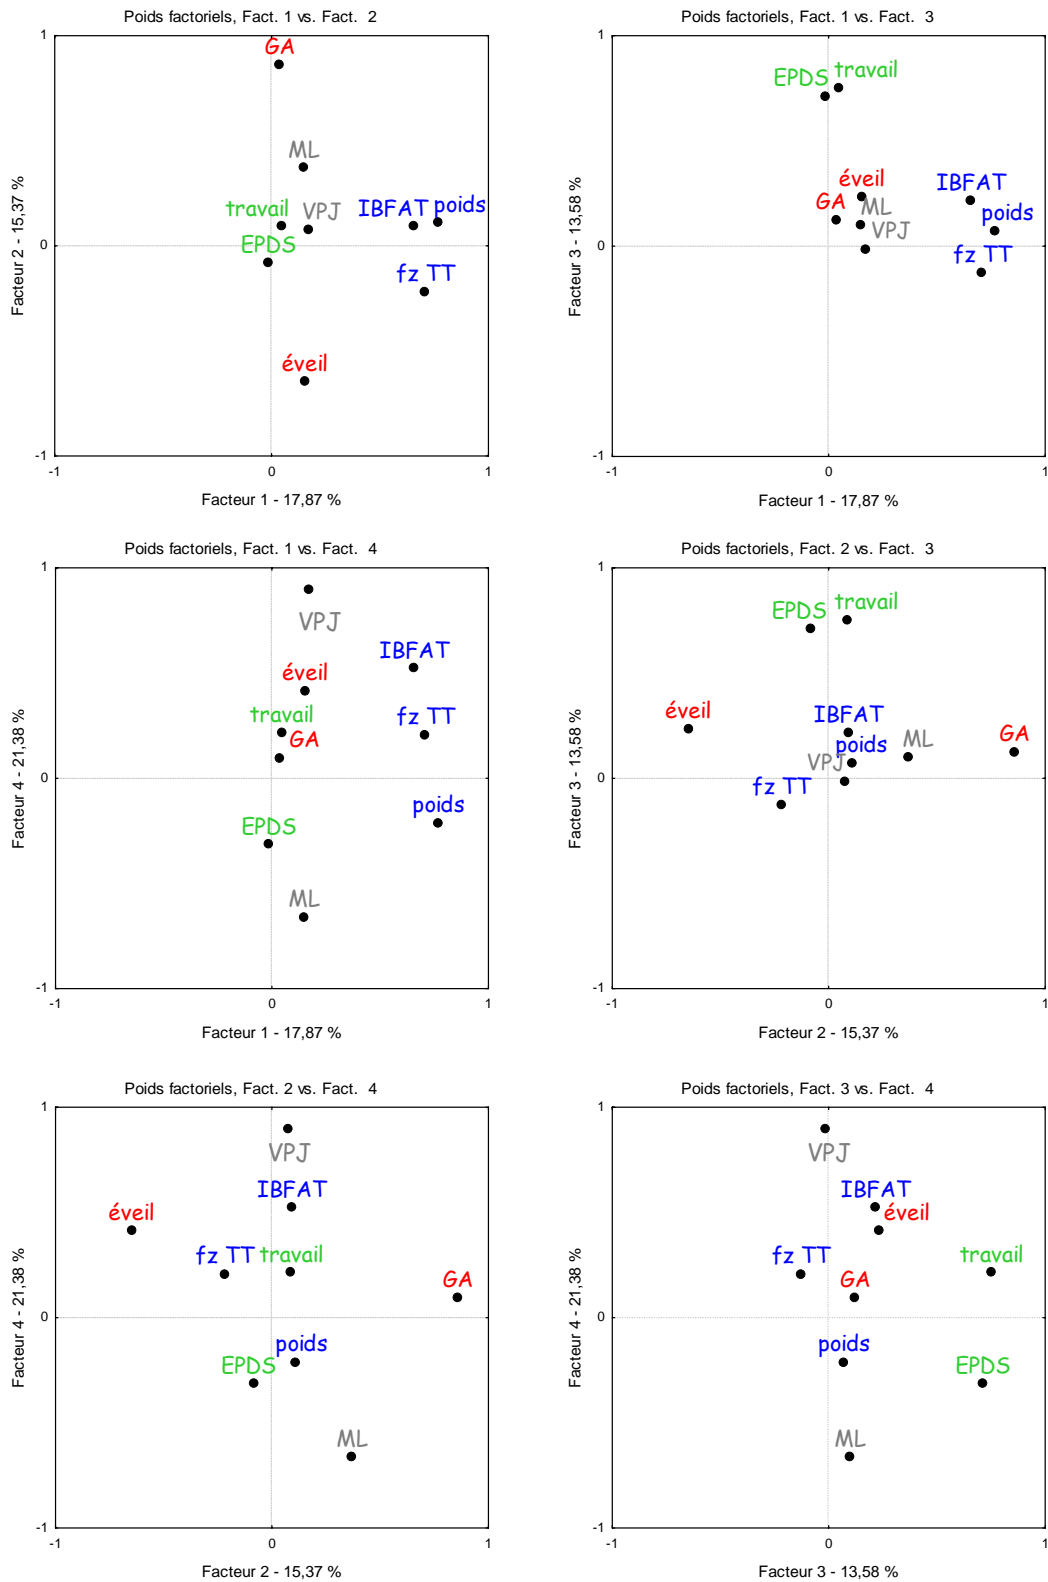 Poids factoriels, Fact. 1 vs. Fact. 2
1
GA
ML
travail
VPJ
IBFAT
poids
0
EPDS
fz TT
éveil
-1
-1
0
1
Facteur 2 - 15,37 %
Facteur 1 - 17,87 %
Poids factoriels, Fact. 1 vs. Fact. 3
1
EPDS
travail
éveil
IBFAT
GA
ML
poids
VPJ
0
fz TT
-1
-1
0
1
Facteur 3 - 13,58 %
Facteur 1 - 17,87 %
Poids factoriels, Fact. 1 vs. Fact. 4
1
VPJ
IBFAT
éveil
travail
fz TT
GA
0
poids
EPDS
ML
-1
-1
0
1
Facteur 4 - 21,38 %
Facteur 1 - 17,87 %
Poids factoriels, Fact. 2 vs. Fact. 3
1
EPDS
travail
éveil
IBFAT
GA
poids
ML
VPJ
0
fz TT
-1
-1
0
1
Facteur 3 - 13,58 %
Facteur 2 - 15,37 %
Poids factoriels, Fact. 2 vs. Fact. 4
1
VPJ
IBFAT
éveil
fz TT
travail
GA
0
poids
EPDS
ML
-1
-1
0
1
Facteur 4 - 21,38 %
Facteur 2 - 15,37 %
Poids factoriels, Fact. 3 vs. Fact. 4
1
VPJ
IBFAT
éveil
fz TT
travail
GA
0
poids
EPDS
ML
-1
-1
0
1
Facteur 4 - 21,38 %
Facteur 3 - 13,58 %